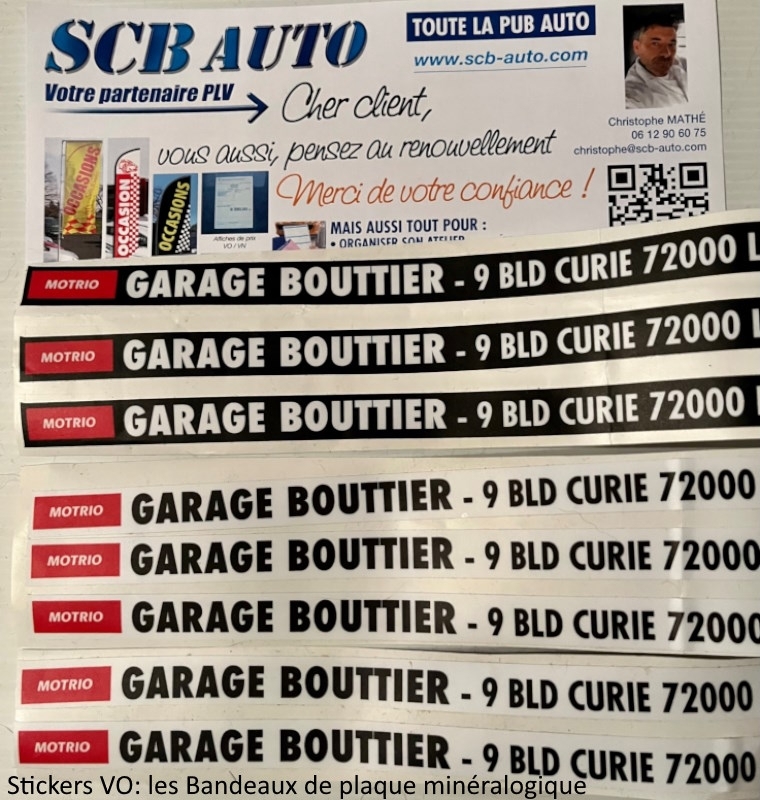 SCB AUTO
TOUTE LA PUB AUTO
www.scb-auto.com
Votre partenaire PLV
Cher client,
Christophe MATHÉ
06 12 90 60 75
christophe@scb-auto.com
vous aussi, pensez au renouvellement
Merci de votre confiance !
OCCASIONS
OCCASION
OCCASIONS
Affiches de prix
VO / VN
MAIS AUSSI TOUT POUR :
• ORGANISER SON ATELIER
MOTRIO GARAGE BOUTTIER - 9 BLD CURIE 72000 L
MOTRIO GARAGE BOUTTIER - 9 BLD CURIE 72000 L
MOTRIO GARAGE BOUTTIER - 9 BLD CURIE 72000
MOTRIO GARAGE BOUTTIER - 9 BLD CURIE 72000
MOTRIO GARAGE BOUTTIER - 9 BLD CURIE 72000
MOTRIO GARAGE BOUTTIER - 9 BLD CURIE 72000
MOTRIO GARAGE BOUTTIER - 9 BLD CURIE 72000
MOTRIO GARAGE BOUTTIER - 9 BLD CURIE 72000
Stickers VO: les Bandeaux de plaque minéralogique